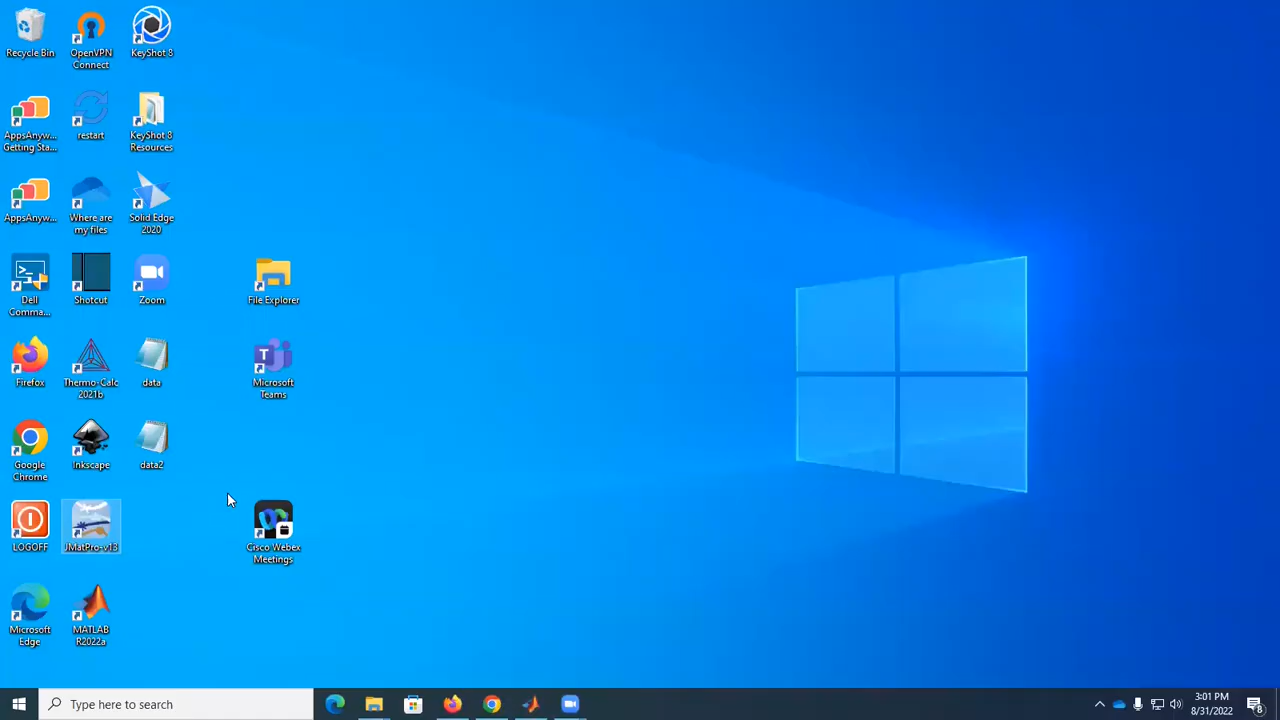 Recycle Bin
OpenVPN
Connect
KeyShot 8
AppsAnyw...
Getting Sta...
restart
KeyShot 8
Resources
AppsAnyw...
Where are
my files
Solid Edge
2020
Dell
Comma...
Shotcut
Zoom
File Explorer
Firefox
Thermo-Calc
2021b
data
T
Microsoft
Teams
Google
Chrome
Inkscape
data2
LOGOFF
JMatPro-v13
Cisco Webex
Meetings
Microsoft
Edge
MATLAB
R2022a
Type here to search
3:01 PM
8/31/2022
8